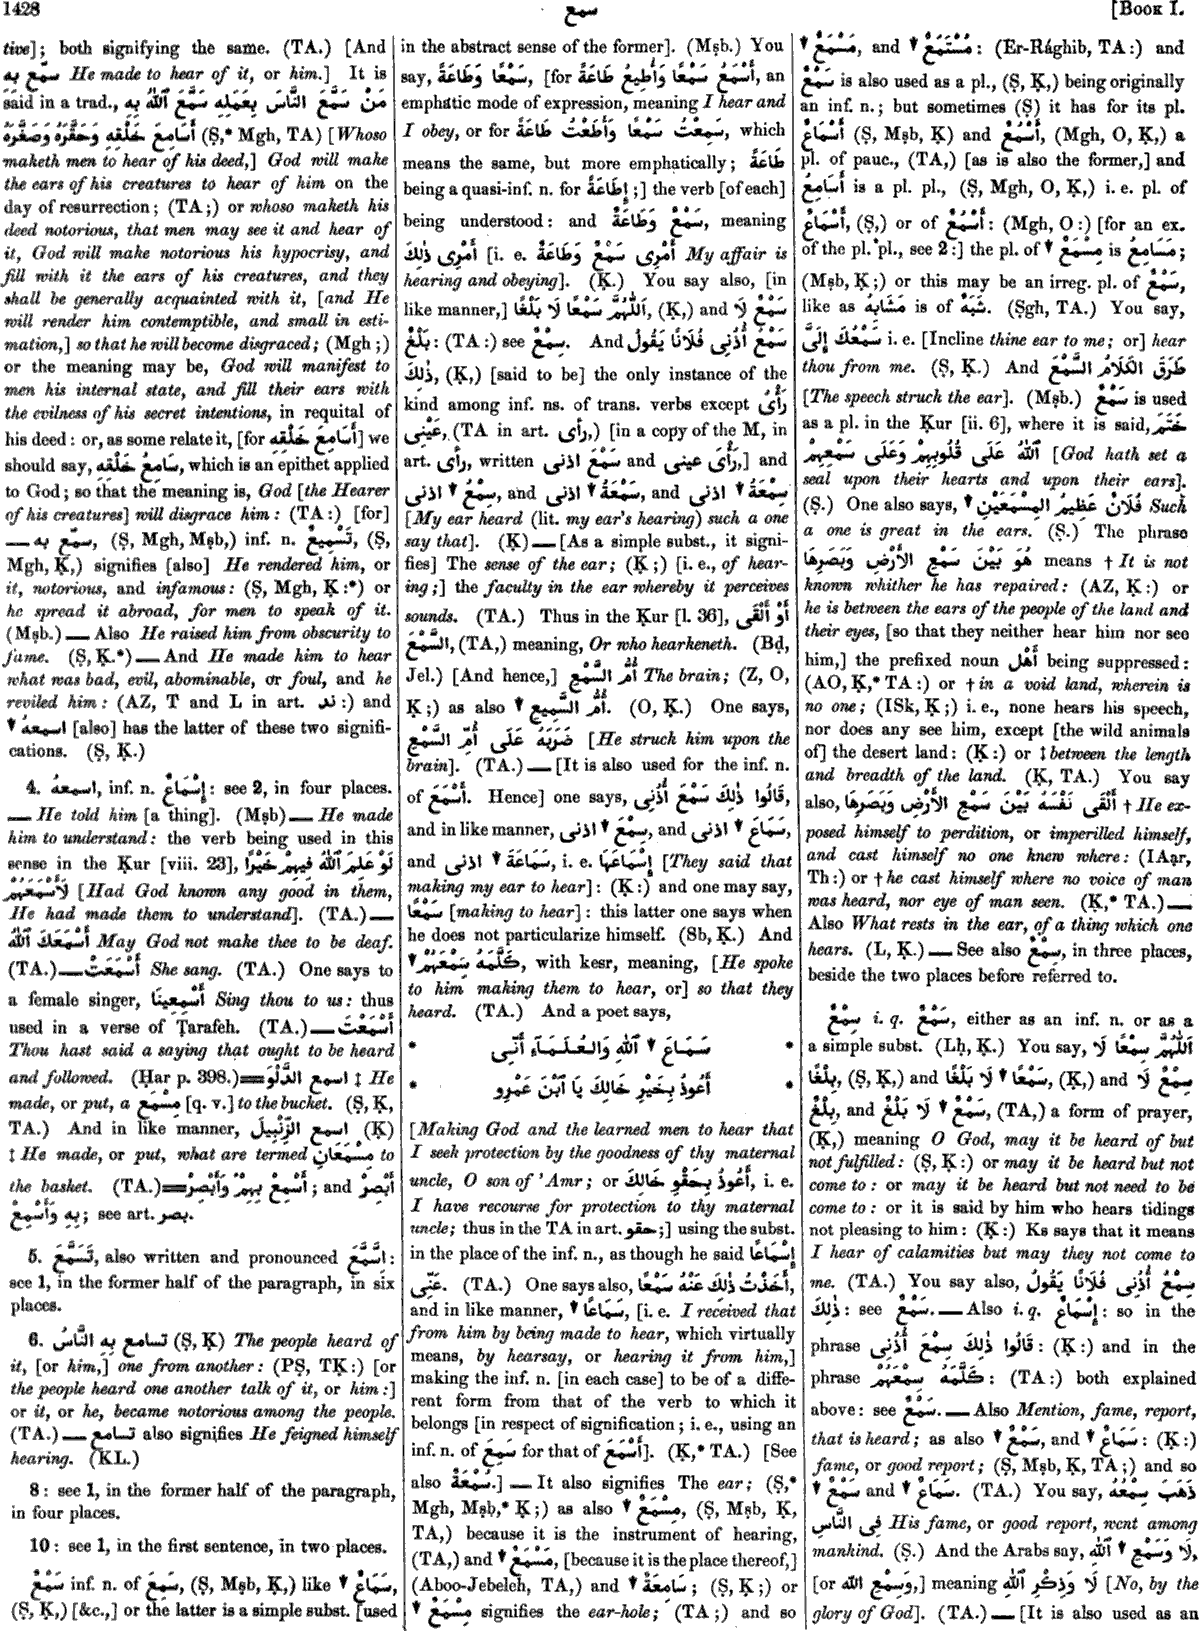 1428
سمع
[Book I.
tive]; both signifying the same. (TA.) [And
سَمَّعَ بِهِ He made to hear of it, or him.] It is
said in a trad., مَنْ سَمَّعَ النَّاسَ بِعَمَلِهِ سَمَّعَ ٱللّٰهُ بِهِ
أَسَامِعَ خَلْقِهِ وَحَقَّرَهُ وَصَغَّرَهُ (Ṣ,* Mgh, TA) [Whoso
maketh men to hear of his deed,] God will make
the ears of his creatures to hear of him on the
day of resurrection; (TA;) or whoso maketh his
deed notorious, that men may see it and hear of
it, God will make notorious his hypocrisy, and
fill with it the ears of his creatures, and they
shall be generally acquainted with it, [and He
will render him contemptible, and small in esti-
mation,] so that he will become disgraced; (Mgh;)
or the meaning may be, God will manifest to
men his internal state, and fill their ears with
the evilness of his secret intentions, in requital of
his deed: or, as some relate it, [for أَسَامِعَ خَلْقِهِ] we
should say, سَامِعُ خَلْقِهِ, which is an epithet applied
to God; so that the meaning is, God [the Hearer
of his creatures] will disgrace him: (TA:) [for]
— سمّع به, (Ṣ, Mgh, Mṣb,) inf. n. تَسْمِيعٌ, (Ṣ,
Mgh, Ḳ,) signifies [also] He rendered him, or
it, notorious, and infamous: (Ṣ, Mgh, Ḳ:*) or
he spread it abroad, for men to speak of it.
(Mṣb.) — Also He raised him from obscurity to
fame. (Ṣ, Ḳ.*) — And He made him to hear
what was bad, evil, abominable, or foul, and he
reviled him: (AZ, T and L in art. ند:) and
▼ اسمعهُ [also] has the latter of these two signifi-
cations. (Ṣ, Ḳ.)
4. اسمعهُ, inf. n. إِسْمَاعٌ: see 2, in four places.
— He told him [a thing]. (Mṣb) — He made
him to understand: the verb being used in this
sense in the Ḳur [viii. 23], لَوْ عَلِمَ ٱللّٰهُ فِيهِمْ خَيْرًا
لَأَسْمَعَهُمْ [Had God known any good in them,
He had made them to understand]. (TA.) —
أَسْمَعَكَ ٱللّٰهُ May God not make thee to be deaf.
(TA.) — أَسْمَعَتْ She sang. (TA.) One says to
a female singer, أَسْمِعِينَا Sing thou to us: thus
used in a verse of Ṭarafeh. (TA.) — أَسْمَعْتَ
Thou hast said a saying that ought to be heard
and followed. (Ḥar p. 398.) = اسمع الدَّلْوَ ‡ He
made, or put, a مِسْمَع [q. v.] to the bucket. (Ṣ, Ḳ,
TA.) And in like manner, اسمع الزِّنْبِيلَ (Ḳ)
‡ He made, or put, what are termed مِسْمَعَانِ to
the basket. (TA.) = أَسْمِعْ بِهِمْ وَأَبْصِرْ; and أَبْصِرْ
بِهِ وَأَسْمِعْ; see art. بصر.
5. تَسَمَّعَ, also written and pronounced اِسَّمَّعَ:
see 1, in the former half of the paragraph, in six
places.
6. تسامع بِهِ النَّاسُ (Ṣ, Ḳ) The people heard of
it, [or him,] one from another: (PṢ, TḲ:) [or
the people heard one another talk of it, or him:]
or it, or he, became notorious among the people.
(TA.) — تسامع also signifies He feigned himself
hearing. (KL.)
8: see 1, in the former half of the paragraph,
in four places.
10: see 1, in the first sentence, in two places.
سَمْعٌ inf. n. of سَمِعَ, (Ṣ, Mṣb, Ḳ,) like ▼ سَمَاعٌ,
(Ṣ, Ḳ,) [&c.,] or the latter is a simple subst. [used
in the abstract sense of the former]. (Mṣb.) You
say, سَمْعًا وَطَاعَةً, [for أَسْمَعُ سَمْعًا وَأُطِيعُ طَاعَةً, an
emphatic mode of expression, meaning I hear and
I obey, or for سَمِعْتُ سَمْعًا وَأَطَعْتُ طَاعَةً, which
means the same, but more emphatically; طَاعَةً
being a quasi-inf. n. for إِطَاعَةً;] the verb [of each]
being understood: and سَمْعٌ وَطَاعَةٌ, meaning
أَمْرِى ذٰلِكَ [i. e. أَمْرِى سَمْعٌ وَطَاعَةٌ My affair is
hearing and obeying]. (Ḳ.) You say also, [in
like manner,] اَللّٰهُمَّ سَمْعًا لَا بَلْغًا, (Ḳ,) and سَمْعٌ لَا
بَلْغٌ: (TA:) see سِمْعٌ. And سَمْعَ أُذُنِى فُلَانًا يَقُولُ
ذٰلِكَ, (Ḳ,) [said to be] the only instance of the
kind among inf. ns. of trans. verbs except رَأْىُ
عَيْنِى, (TA in art. رأى,) [in a copy of the M, in
art. رأى, written سَمْعَ اذنى and رَأْىَ عينى,] and
سِمْعَةَ ▼ اذنى, and سَمْعَةَ ▼ اذنى, and سِمْعَ ▼ اذنى
[My ear heard (lit. my ear's hearing) such a one
say that]. (Ḳ) — [As a simple subst., it signi-
fies] The sense of the ear; (Ḳ;) [i. e., of hear-
ing;] the faculty in the ear whereby it perceives
sounds. (TA.) Thus in the Ḳur [l. 36], أَوْ أَلْقَى
السَّمْعَ, (TA,) meaning, Or who hearkeneth. (Bḍ,
Jel.) [And hence,] أُمُّ السَّمْعِ The brain; (Z, O,
Ḳ;) as also ▼ أُمُّ السَّمِيعِ. (O, Ḳ.) One says,
ضَرَبَهُ عَلَى أُمِّ السَّمْعِ [He struck him upon the
brain]. (TA.) — [It is also used for the inf. n.
of أَسْمَعَ. Hence] one says, قَالُوا ذٰلِكَ سَمْعَ أُذُنِى,
and in like manner, سِمْعَ ▼ اذنى, and سَمَاعَ ▼ اذنى,
and سَمَاعَةَ ▼ اذنى, i. e. إِسْمَاعَهَا [They said that
making my ear to hear]: (Ḳ:) and one may say,
سَمْعًا [making to hear]: this latter one says when
he does not particularize himself. (Sb, Ḳ.) And
كَلَّمَهُ سِمْعَهُمْ ▼, with kesr, meaning, [He spoke
to him making them to hear, or] so that they
heard. (TA.) And a poet says,
* سَمَاعَ ▼ ٱللّٰهِ وَالعُلَمَآءِ أَنِّى *
* أَعُوذُ بِخَيْرِ خَالِكَ يَا ٱبْنَ عَمْرِو *
[Making God and the learned men to hear that
I seek protection by the goodness of thy maternal
uncle, O son of 'Amr; or أَعُوذُ بِحَقْوِ خَالِكَ, i. e.
I have recourse for protection to thy maternal
uncle; thus in the TA in art. حقو;] using the subst.
in the place of the inf. n., as though he said إِسْمَاعًا
عَنِّى. (TA.) One says also, أَخَذْتُ ذٰلِكَ عَنْهُ سَمْعًا,
and in like manner, ▼ سَمَاعًا, [i. e. I received that
from him by being made to hear, which virtually
means, by hearsay, or hearing it from him,]
making the inf. n. [in each case] to be of a diffe-
rent form from that of the verb to which it
belongs [in respect of signification; i. e., using an
inf. n. of سَمِعَ for that of أَسْمَعَ]. (Ḳ,* TA.) [See
also سُمْعَةٌ.] — It also signifies The ear; (Ṣ,*
Mgh, Mṣb,* Ḳ;) as also ▼ مِسْمَعٌ, (Ṣ, Mṣb, Ḳ,
TA,) because it is the instrument of hearing,
(TA,) and ▼ مَسْمَعٌ, [because it is the place thereof,]
(Aboo-Jebeleh, TA,) and ▼ سَامِعَةٌ; (Ṣ, Ḳ;) or
▼ مِسْمَعٌ signifies the ear-hole; (TA;) and so
▼ مَسْمَعٌ, and ▼ مُسْتَمَعٌ: (Er-Rághib, TA:) and
سَمْعٌ is also used as a pl., (Ṣ, Ḳ,) being originally
an inf. n.; but sometimes (Ṣ) it has for its pl.
أَسْمَاعٌ (Ṣ, Mṣb, Ḳ) and أَسْمُعٌ, (Mgh, O, Ḳ,) a
pl. of pauc., (TA,) [as is also the former,] and
أَسَامِعُ is a pl. pl., (Ṣ, Mgh, O, Ḳ,) i. e. pl. of
أَسْمَاعٌ, (Ṣ,) or of أَسْمُعٌ: (Mgh, O:) [for an ex.
of the pl. pl., see 2:] the pl. of ▼ مِسْمَعٌ is مَسَامِعُ;
(Mṣb, Ḳ;) or this may be an irreg. pl. of سَمْعٌ,
like as مَشَابِهُ is of شَبَهٌ. (Ṣgh, TA.) You say,
سَمْعَكَ إِلَىَّ i. e. [Incline thine ear to me; or] hear
thou from me. (Ṣ, Ḳ.) And طَرَقَ الكَلَامُ السَّمْعَ
[The speech struck the ear]. (Mṣb.) سَمْعٌ is used
as a pl. in the Ḳur [ii. 6], where it is said, خَتَمَ
ٱللّٰهُ عَلَى قُلُوبِهِمْ وَعَلَى سَمْعِهِمْ [God hath set a
seal upon their hearts and upon their ears].
(Ṣ.) One also says, ▼ فُلَانٌ عَظِيمُ المِسْمَعَيْنِ Such
a one is great in the ears. (Ṣ.) The phrase
هُوَ بَيْنَ سَمْعِ الأَرْضِ وَبَصَرِهَا means † It is not
known whither he has repaired: (AZ, Ḳ:) or
he is between the ears of the people of the land and
their eyes, [so that they neither hear him nor see
him,] the prefixed noun أَهْل being suppressed:
(AO, Ḳ,* TA:) or † in a void land, wherein is
no one; (ISk, Ḳ;) i. e., none hears his speech,
nor does any see him, except [the wild animals
of] the desert land: (Ḳ:) or ‡ between the length
and breadth of the land. (Ḳ, TA.) You say
also, أَلْقَى نَفْسَهُ بَيْنَ سَمْعِ الأَرْضِ وَبَصَرِهَا † He ex-
posed himself to perdition, or imperilled himself,
and cast himself no one knew where: (IAạr,
Th:) or † he cast himself where no voice of man
was heard, nor eye of man seen. (Ḳ,* TA.) —
Also What rests in the ear, of a thing which one
hears. (L, Ḳ.) — See also سِمْعٌ, in three places,
beside the two places before referred to.
سِمْعٌ i. q. سَمْعٌ, either as an inf. n. or as a
a simple subst. (Lḥ, Ḳ.) You say, اَللّٰهُمَّ سِمْعًا لَا
بِلْغًا, (Ṣ, Ḳ,) and ▼ سَمْعًا لَا بَلْغًا, (Ḳ,) and سِمْعٌ لَا
بِلْغٌ, and ▼ سَمْعٌ لَا بَلْغٌ, (TA,) a form of prayer,
(Ḳ,) meaning O God, may it be heard of but
not fulfilled: (Ṣ, Ḳ:) or may it be heard but not
come to: or may it be heard but not need to be
come to: or it is said by him who hears tidings
not pleasing to him: (Ḳ:) Ks says that it means
I hear of calamities but may they not come to
me. (TA.) You say also, سِمْعُ أُذُنِى فُلَانًا يَقُولُ
ذٰلِكَ: see سَمْعٌ. — Also i. q. إِسْمَاعٌ: so in the
phrase قَالُوا ذٰلِكَ سِمْعَ أُذُنِى: (Ḳ:) and in the
phrase كَلَّمَهُ سِمْعَهُمْ: (TA:) both explained
above: see سَمْعٌ. — Also Mention, fame, report,
that is heard; as also ▼ سَمْعٌ, and ▼ سَمَاعٌ: (Ḳ:)
fame, or good report; (Ṣ, Mṣb, Ḳ, TA;) and so
▼ سَمْعٌ and ▼ سَمَاعٌ. (TA.) You say, ذَهَبَ سِمْعُهُ
فِى النَّاسِ His fame, or good report, went among
mankind. (Ṣ.) And the Arabs say, لَا وَسِمْعِ ▼ ٱللّٰهِ,
[or وَسَمْعِ ٱللّٰه,] meaning لَا وَذِكْرِ ٱللّٰهِ [No, by the
glory of God]. (TA.) — [It is also used as an